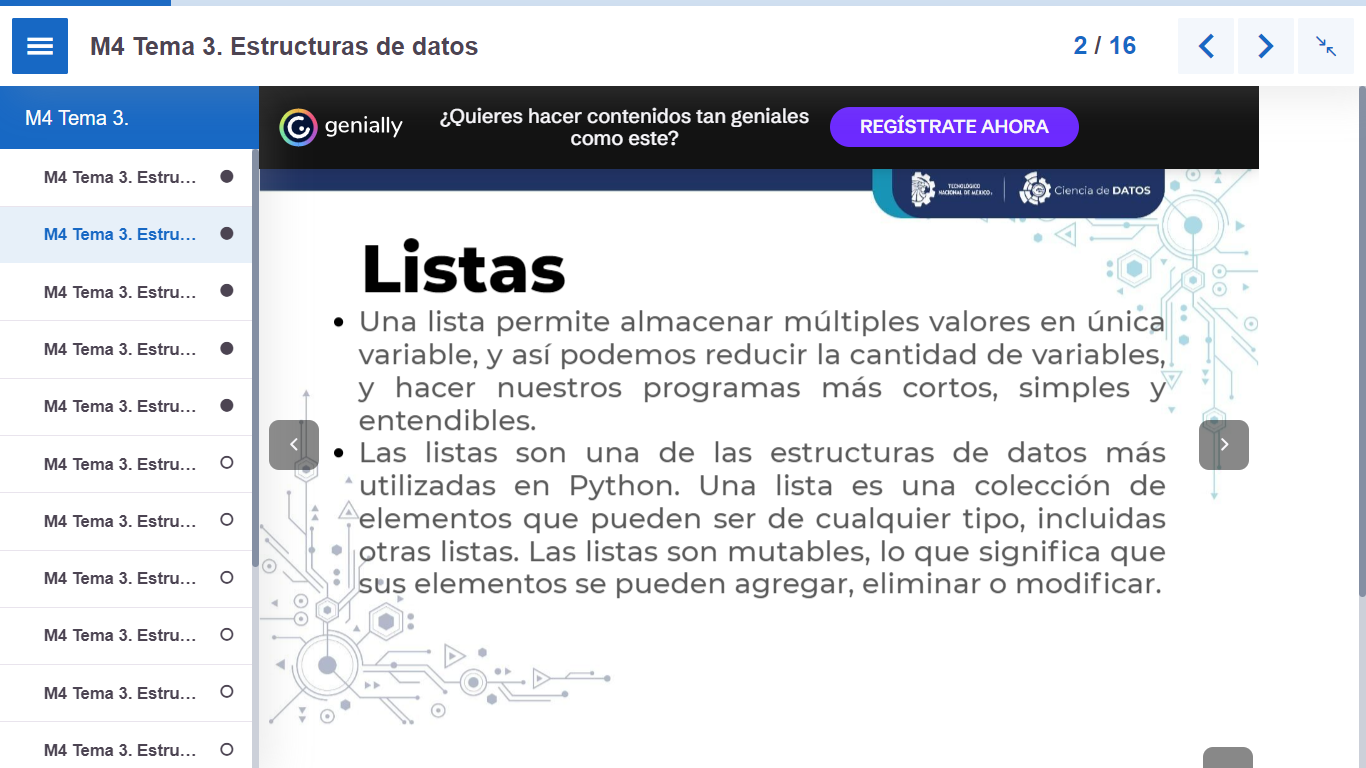 M4 Tema 3. Estructuras de datos
2 / 16
M4 Tema 3.
¿Quieres hacer contenidos tan geniales
como este?
genially
REGÍSTRATE AHORA
M4 Tema 3. Estru...
M4 Tema 3. Estru...
M4 Tema 3. Estru...
M4 Tema 3. Estru...
M4 Tema 3. Estru...
M4 Tema 3. Estru...
M4 Tema 3. Estru...
M4 Tema 3. Estru...
M4 Tema 3. Estru...
M4 Tema 3. Estru...
M4 Tema 3. Estru...
TECNOLÓGICO
NACIONAL DE MÉXICO
Ciencia de DATOS
Listas
Una lista permite almacenar múltiples valores en única
variable, y así podemos reducir la cantidad de variables,
y hacer nuestros programas más cortos, simples y
entendibles.
Las listas son una de las estructuras de datos más
utilizadas en Python. Una lista es una colección de
elementos que pueden ser de cualquier tipo, incluidas
otras listas. Las listas son mutables, lo que significa que
sus elementos se pueden agregar, eliminar o modificar.